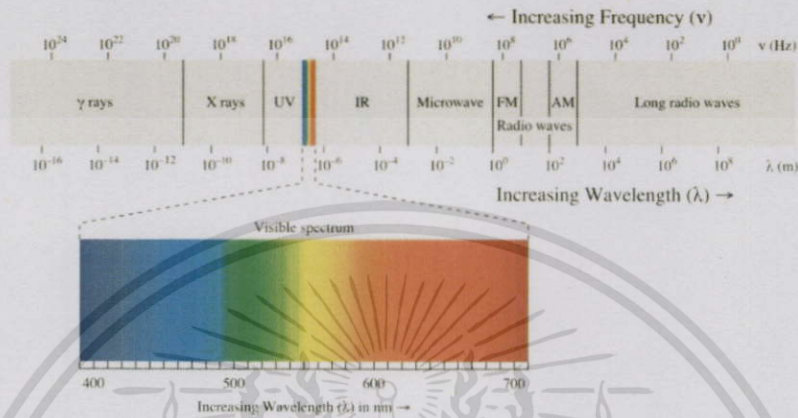 ← Increasing Frequency (ν)
10²⁴ 10²² 10²⁰ 10¹⁸ 10¹⁶ 10¹⁴ 10¹² 10¹⁰ 10⁸ 10⁶ 10⁴ 10² 10⁰ ν (Hz)
γ rays X rays UV IR Microwave FM AM Long radio waves
Radio waves
10⁻¹⁶ 10⁻¹⁴ 10⁻¹² 10⁻¹⁰ 10⁻⁸ 10⁻⁶ 10⁻⁴ 10⁻² 10⁰ 10² 10⁴ 10⁶ 10⁸ λ (m)
Increasing Wavelength (λ) →
Visible spectrum
400 500 600 700
Increasing Wavelength (λ) in nm →